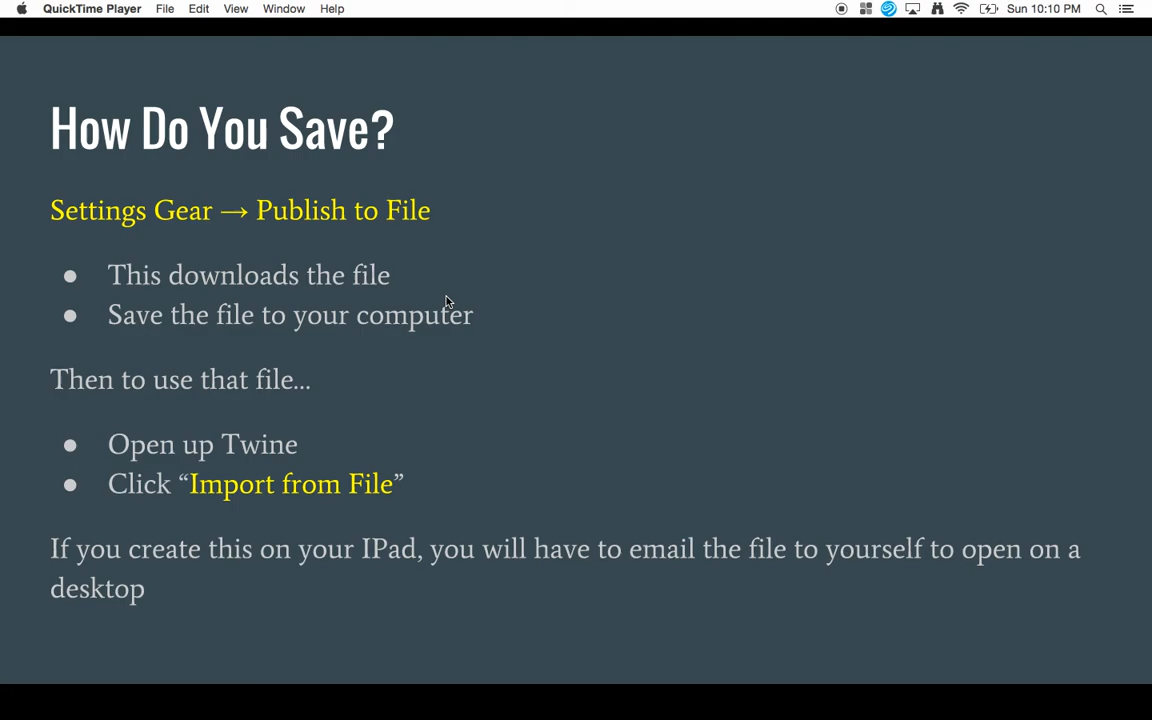 QuickTime Player File Edit View Window Help Sun 10:10 PM
How Do You Save?
Settings Gear → Publish to File
● This downloads the file
● Save the file to your computer
Then to use that file...
● Open up Twine
● Click “Import from File”
If you create this on your IPad, you will have to email the file to yourself to open on a
desktop